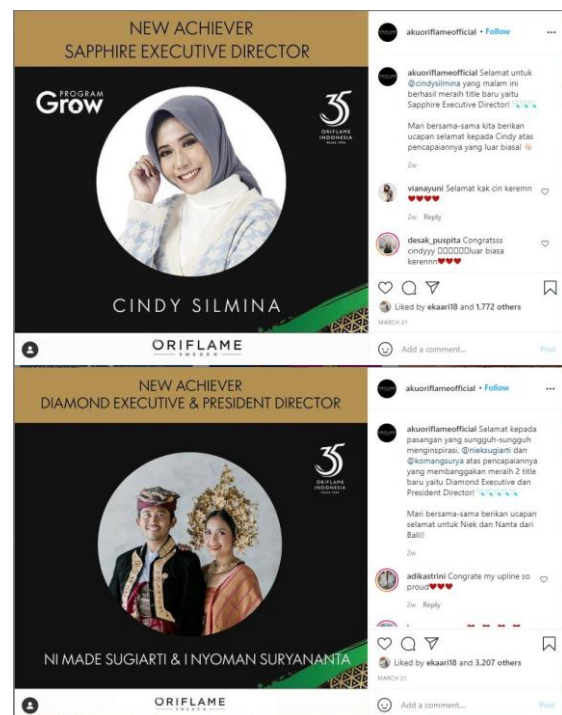 NEW ACHIEVER
SAPPHIRE EXECUTIVE DIRECTOR
PROGRAM
Grow
35
ORIFLAME
INDONESIA
CINDY SILMINA
ORIFLAME
SWEDEN
akuoriflameofficial • Follow
akuoriflameofficial Selamat untuk
@cindysilmina yang malam ini
berhasil meraih title baru yaitu
Sapphire Executive Director!
Mari bersama-sama kita berikan
ucapan selamat kepada Cindy atas
pencapaiannya yang luar biasa!
2w
vianayuni Selamat kak cin keremn
♥♥♥♥
2w Reply
desak_puspita Congratsss
cindyyy □□□□□□luar biasa
kerennn♥♥♥
Liked by ekaari18 and 1.772 others
MARCH 21
Add a comment... Post
NEW ACHIEVER
DIAMOND EXECUTIVE & PRESIDENT DIRECTOR
35
ORIFLAME
INDONESIA
NI MADE SUGIARTI & I NYOMAN SURYANANTA
ORIFLAME
SWEDEN
akuoriflameofficial • Follow
akuoriflameofficial Selamat kepada
pasangan yang sungguh-sungguh
menginspirasi, @nieksugiarti dan
@komangsurya atas pencapaiannya
yang membanggakan meraih 2 title
baru yaitu Diamond Executive dan
President Director!
Mari bersama-sama berikan ucapan
selamat untuk Niek dan Nanta dari
Bali!
2w
adikastrini Congrate my upline so
proud♥♥♥
2w Reply
Liked by ekaari18 and 3.207 others
MARCH 21
Add a comment... Post